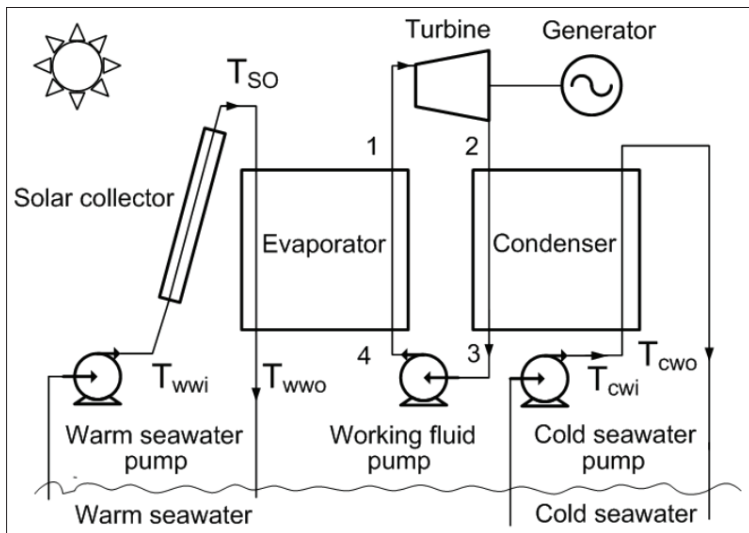 Turbine
Generator
T_SO
1
2
Solar collector
Evaporator
Condenser
4
3
T_wwi
T_wwo
T_cwi
T_cwo
Warm seawater
pump
Working fluid
pump
Cold seawater
pump
Warm seawater
Cold seawater